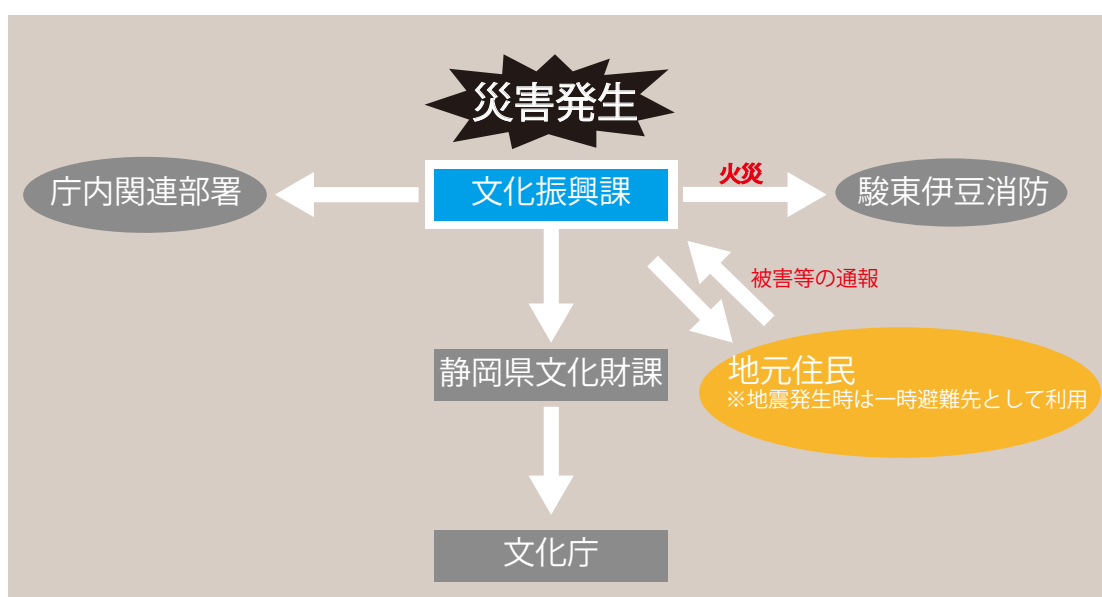 災害発生
庁内関連部署
文化振興課
火災
駿東伊豆消防
被害等の通報
静岡県文化財課
地元住民
※地震発生時は一時避難先として利用
文化庁